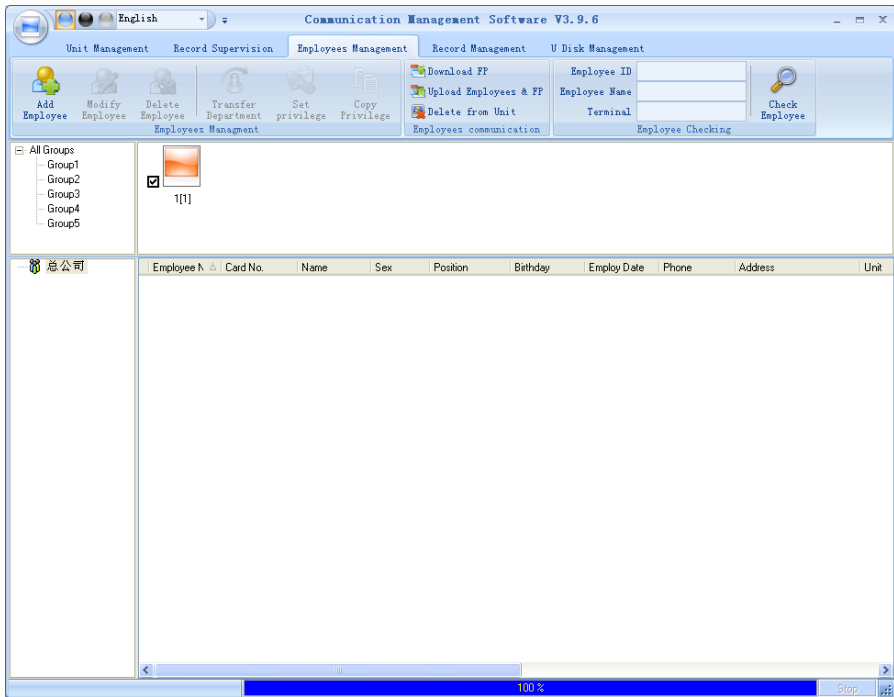 English
Communication Management Software V3.9.6
Unit Management Record Supervision Employees Management Record Management U Disk Management
Add Employee
Modify Employee
Delete Employee
Transfer Department
Set privilege
Copy Privilege
Employees Managment
Download FP
Upload Employees & FP
Delete from Unit
Employees communication
Employee ID
Employee Name
Terminal
Check Employee
Employee Checking
All Groups
Group1
Group2
Group3
Group4
Group5
1[1]
总公司
Employee N Card No. Name Sex Position Birthday Employ Date Phone Address Unit
100 %
Stop